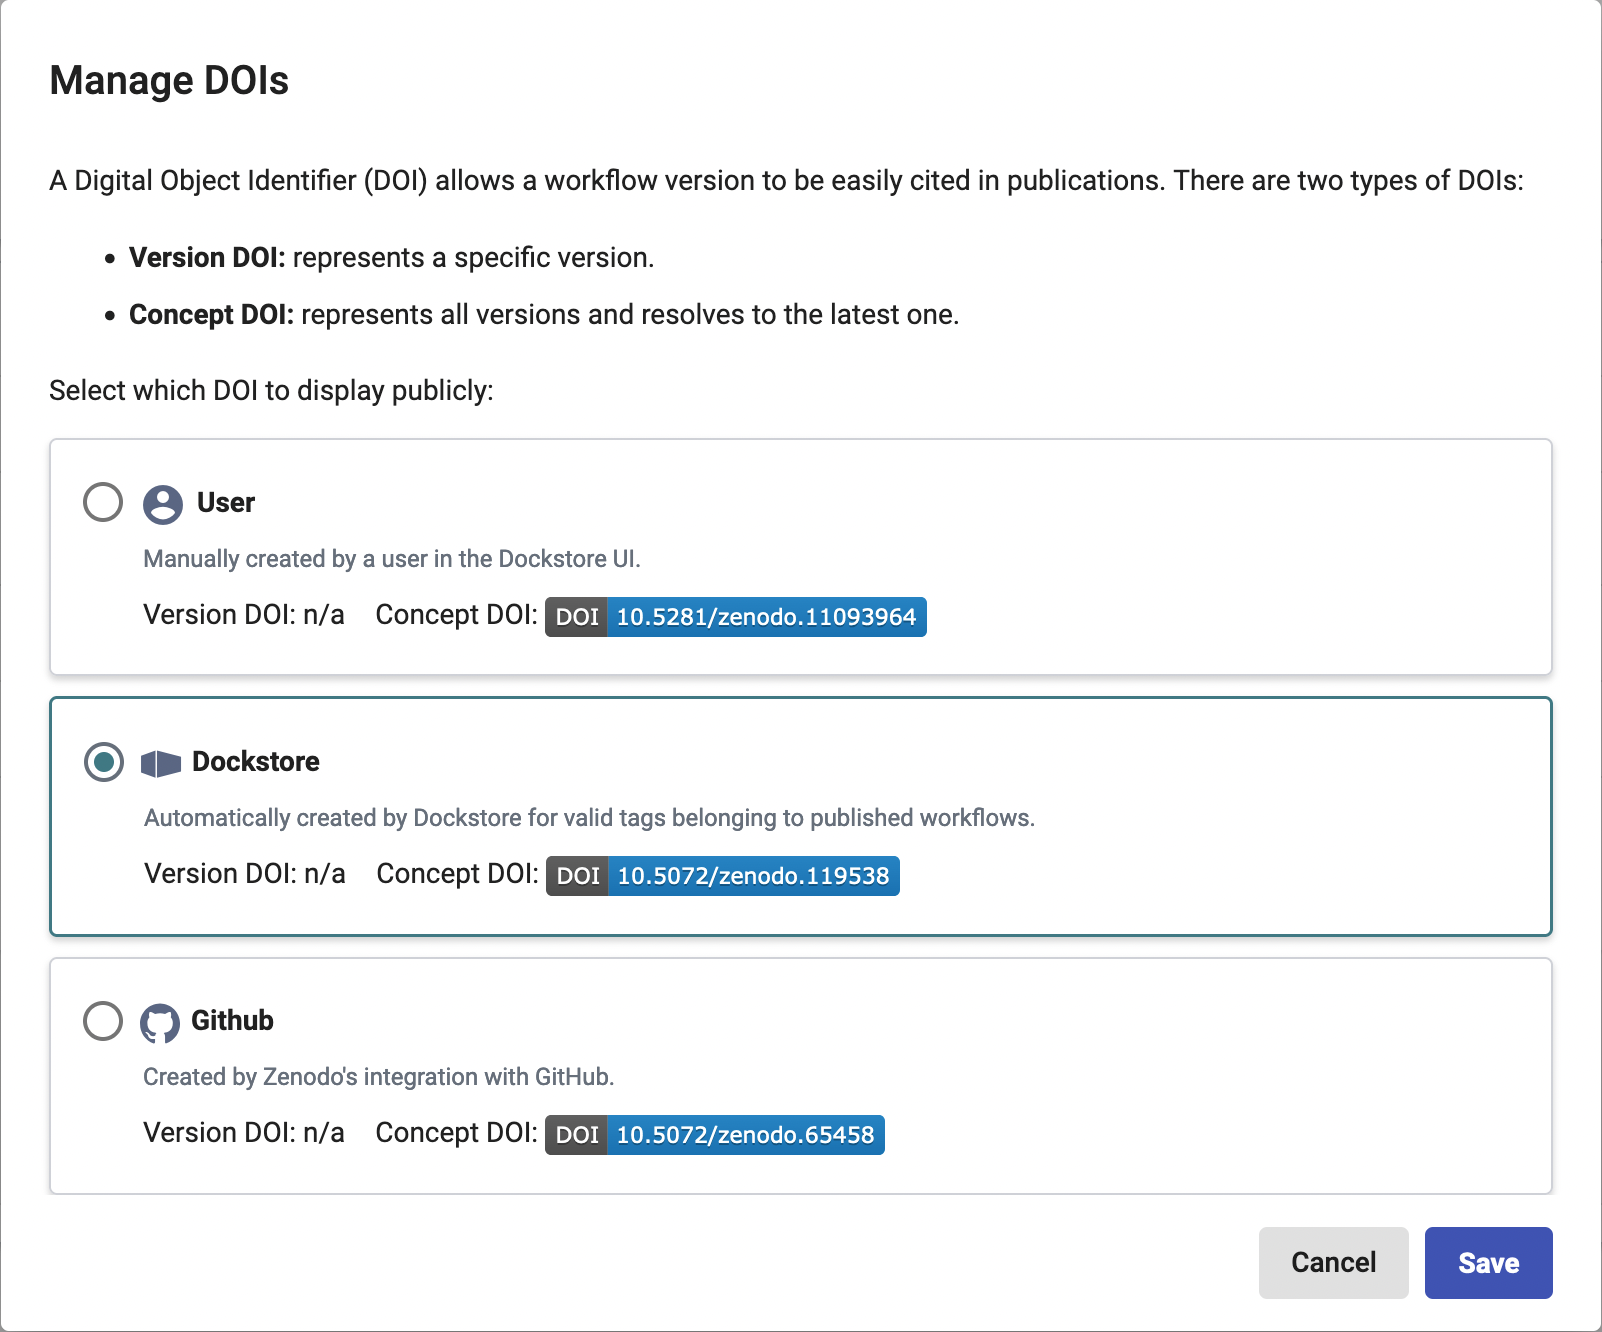 Manage DOIs
A Digital Object Identifier (DOI) allows a workflow version to be easily cited in publications. There are two types of DOIs:
• Version DOI: represents a specific version.
• Concept DOI: represents all versions and resolves to the latest one.
Select which DOI to display publicly:
User
Manually created by a user in the Dockstore UI.
Version DOI: n/a Concept DOI: DOI 10.5281/zenodo.11093964
Dockstore
Automatically created by Dockstore for valid tags belonging to published workflows.
Version DOI: n/a Concept DOI: DOI 10.5072/zenodo.119538
Github
Created by Zenodo's integration with GitHub.
Version DOI: n/a Concept DOI: DOI 10.5072/zenodo.65458
Cancel Save